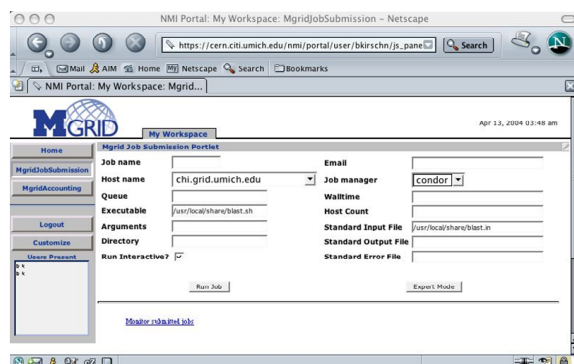 NMI Portal: My Workspace: MgridJobSubmission - Netscape
https://cern.citi.umich.edu/nmi/portal/user/bkirschn/js_pane
Search
N
Mail AIM Home My Netscape Search Bookmarks
NMI Portal: My Workspace: Mgrid...
MGRID
My Workspace
Apr 13, 2004 03:48 am
Home
MgridJobSubmission
MgridAccounting
Logout
Customize
Users Present
b k
b k
Mgrid Job Submission Portlet
Job name
Email
Host name chi.grid.umich.edu
Job manager condor
Queue
Walltime
Executable /usr/local/share/blast.sh
Host Count
Arguments
Standard Input File /usr/local/share/blast.in
Directory
Standard Output File
Run Interactive?
Standard Error File
Run Job
Expert Mode
Monitor submitted jobs